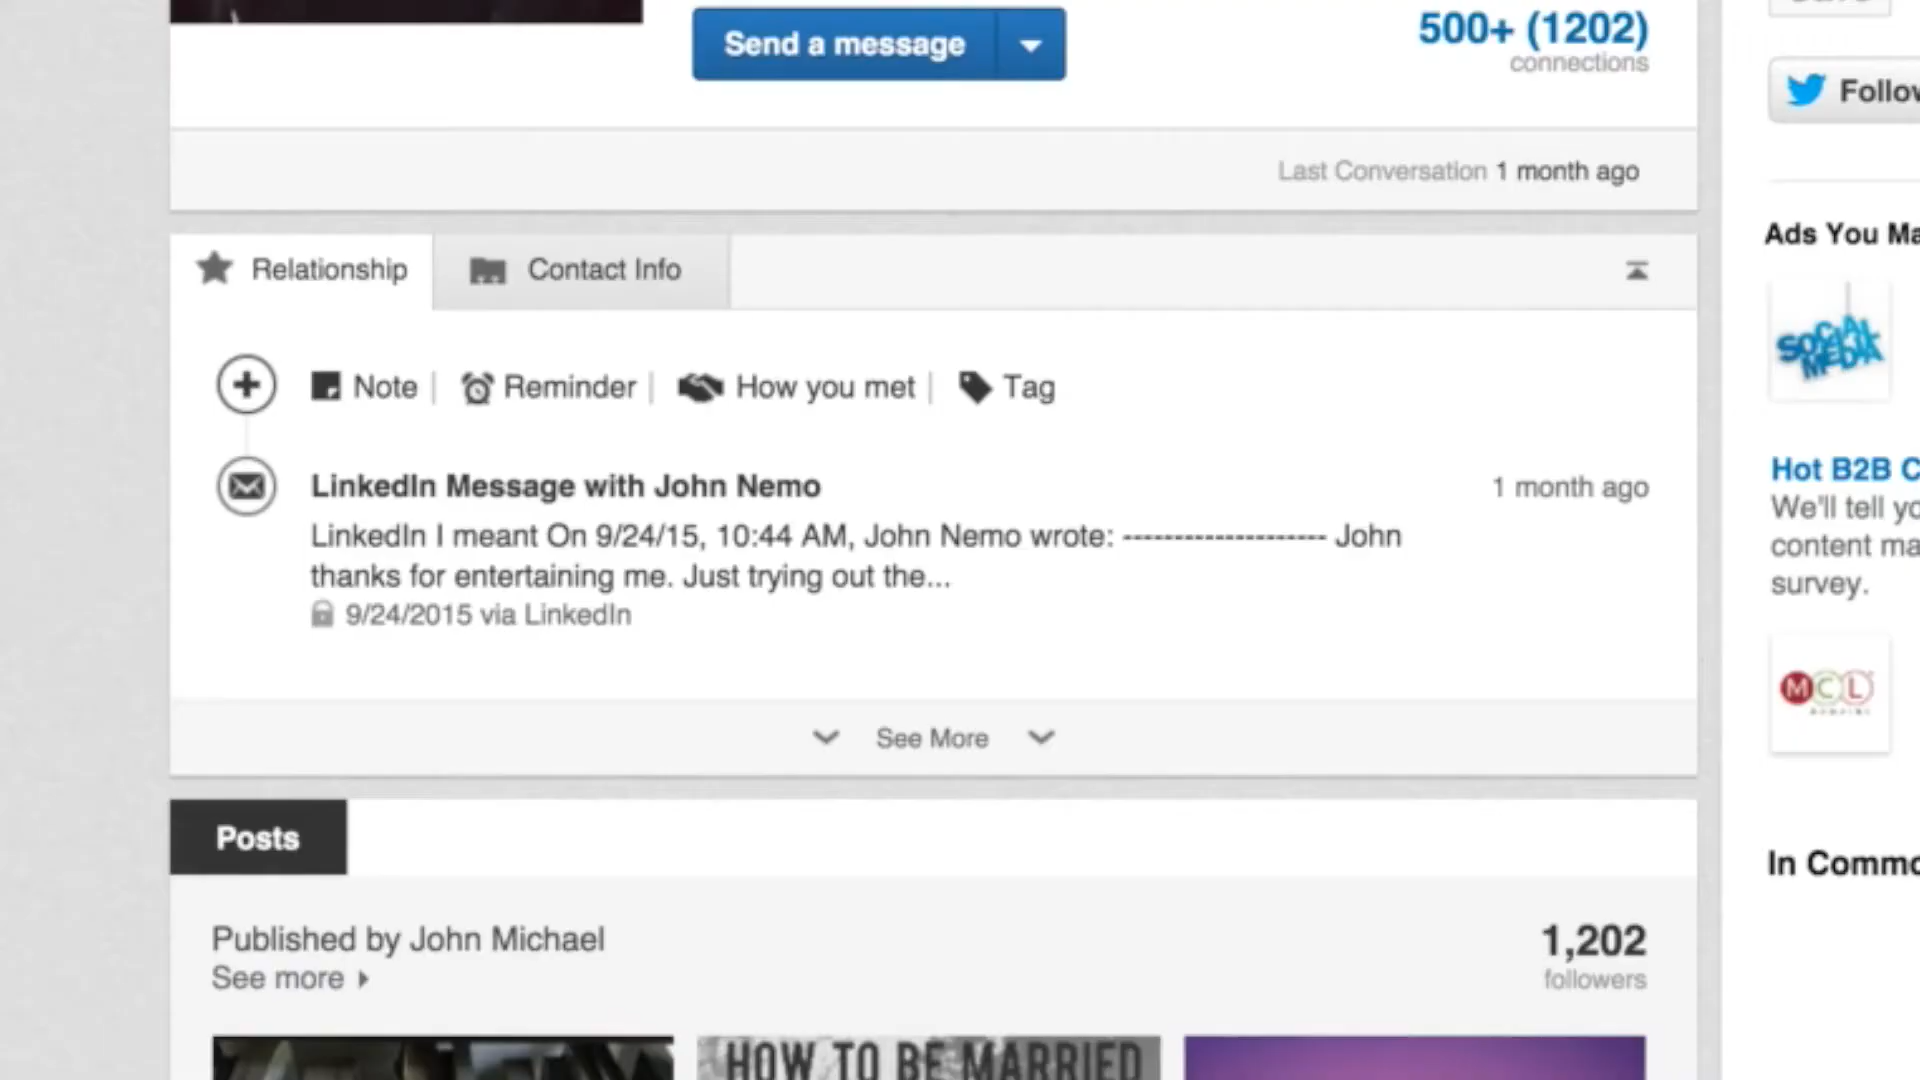 Send a message
500+ (1202)
connections
Follow
Last Conversation 1 month ago
Relationship
Contact Info
Ads You Ma
Note | Reminder | How you met | Tag
SOCIAL
MEDIA
LinkedIn Message with John Nemo
1 month ago
LinkedIn I meant On 9/24/15, 10:44 AM, John Nemo wrote: -------------------- John
thanks for entertaining me. Just trying out the...
9/24/2015 via LinkedIn
Hot B2B C
We'll tell yo
content ma
survey.
MCL
See More
Posts
In Commo
Published by John Michael
See more
1,202
followers
HOW TO BE MARRIED